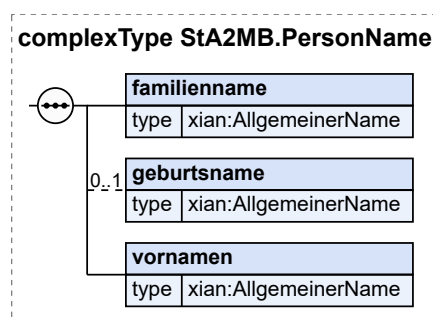 complexType StA2MB.PersonName
familienname
type xian:AllgemeinerName
0..1 geburtsname
type xian:AllgemeinerName
vornamen
type xian:AllgemeinerName